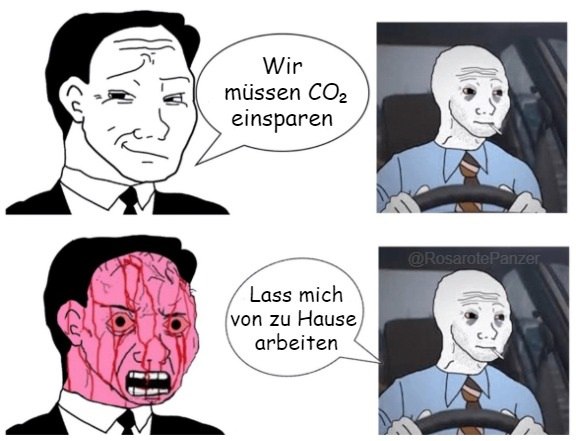 Wir
müssen CO₂
einsparen
@RosarotePanzer
Lass mich
von zu Hause
arbeiten